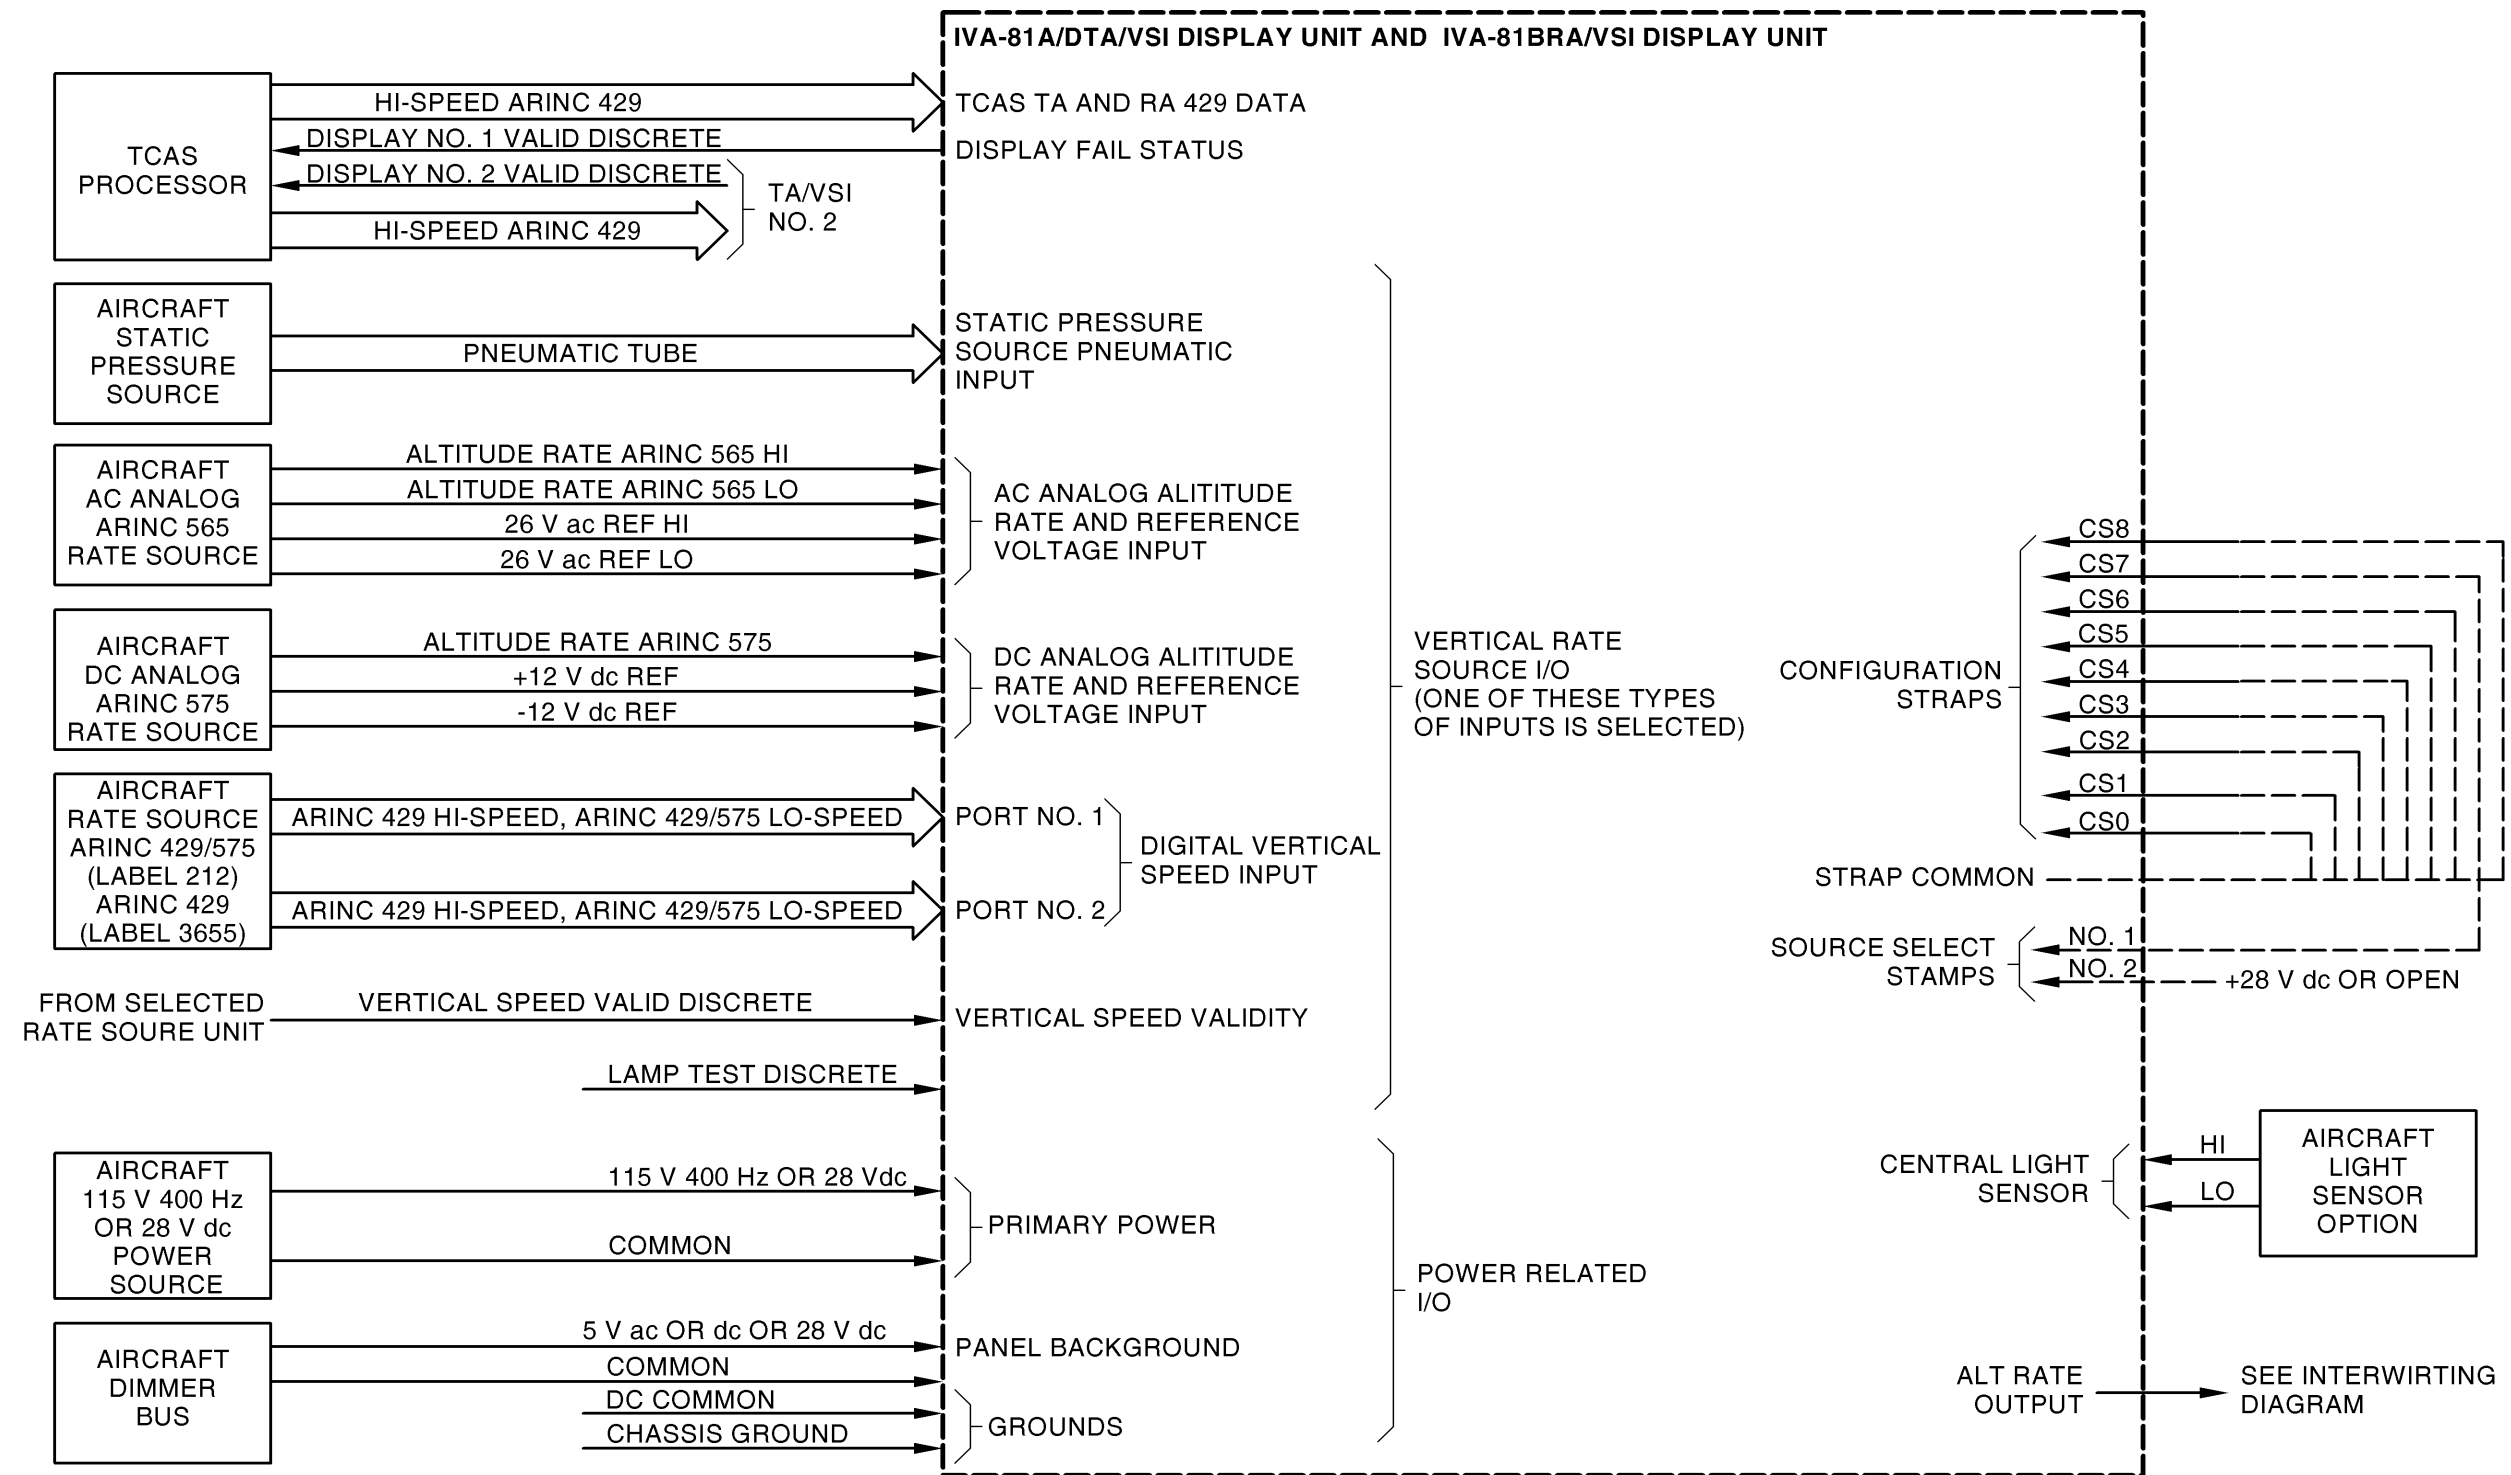 IVA-81A/DTA/VSI DISPLAY UNIT AND IVA-81BRA/VSI DISPLAY UNIT
TCAS
PROCESSOR
HI-SPEED ARINC 429
DISPLAY NO. 1 VALID DISCRETE
DISPLAY NO. 2 VALID DISCRETE
HI-SPEED ARINC 429
TA/VSI
NO. 2
TCAS TA AND RA 429 DATA
DISPLAY FAIL STATUS
AIRCRAFT
STATIC
PRESSURE
SOURCE
PNEUMATIC TUBE
STATIC PRESSURE
SOURCE PNEUMATIC
INPUT
AIRCRAFT
AC ANALOG
ARINC 565
RATE SOURCE
ALTITUDE RATE ARINC 565 HI
ALTITUDE RATE ARINC 565 LO
26 V ac REF HI
26 V ac REF LO
AC ANALOG ALITITUDE
RATE AND REFERENCE
VOLTAGE INPUT
AIRCRAFT
DC ANALOG
ARINC 575
RATE SOURCE
ALTITUDE RATE ARINC 575
+12 V dc REF
-12 V dc REF
DC ANALOG ALITITUDE
RATE AND REFERENCE
VOLTAGE INPUT
AIRCRAFT
RATE SOURCE
ARINC 429/575
(LABEL 212)
ARINC 429
(LABEL 3655)
ARINC 429 HI-SPEED, ARINC 429/575 LO-SPEED
ARINC 429 HI-SPEED, ARINC 429/575 LO-SPEED
PORT NO. 1
PORT NO. 2
DIGITAL VERTICAL
SPEED INPUT
FROM SELECTED
RATE SOURE UNIT
VERTICAL SPEED VALID DISCRETE
VERTICAL SPEED VALIDITY
LAMP TEST DISCRETE
VERTICAL RATE
SOURCE I/O
(ONE OF THESE TYPES
OF INPUTS IS SELECTED)
AIRCRAFT
115 V 400 Hz
OR 28 V dc
POWER
SOURCE
115 V 400 Hz OR 28 Vdc
COMMON
PRIMARY POWER
AIRCRAFT
DIMMER
BUS
5 V ac OR dc OR 28 V dc
COMMON
DC COMMON
CHASSIS GROUND
PANEL BACKGROUND
GROUNDS
POWER RELATED
I/O
CONFIGURATION
STRAPS
CS8
CS7
CS6
CS5
CS4
CS3
CS2
CS1
CS0
STRAP COMMON
SOURCE SELECT
STAMPS
NO. 1
NO. 2
+28 V dc OR OPEN
CENTRAL LIGHT
SENSOR
HI
LO
AIRCRAFT
LIGHT
SENSOR
OPTION
ALT RATE
OUTPUT
SEE INTERWIRTING
DIAGRAM